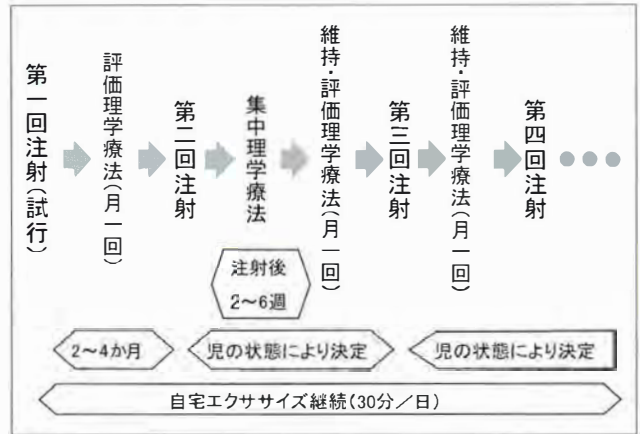 第一回注射(試行)
評価理学療法(月一回)
第二回注射
集中理学療法
維持・評価理学療法(月一回)
第三回注射
維持・評価理学療法(月一回)
第四回注射
注射後
2～6週
2～4か月
児の状態により決定
児の状態により決定
自宅エクササイズ継続(30分／日)